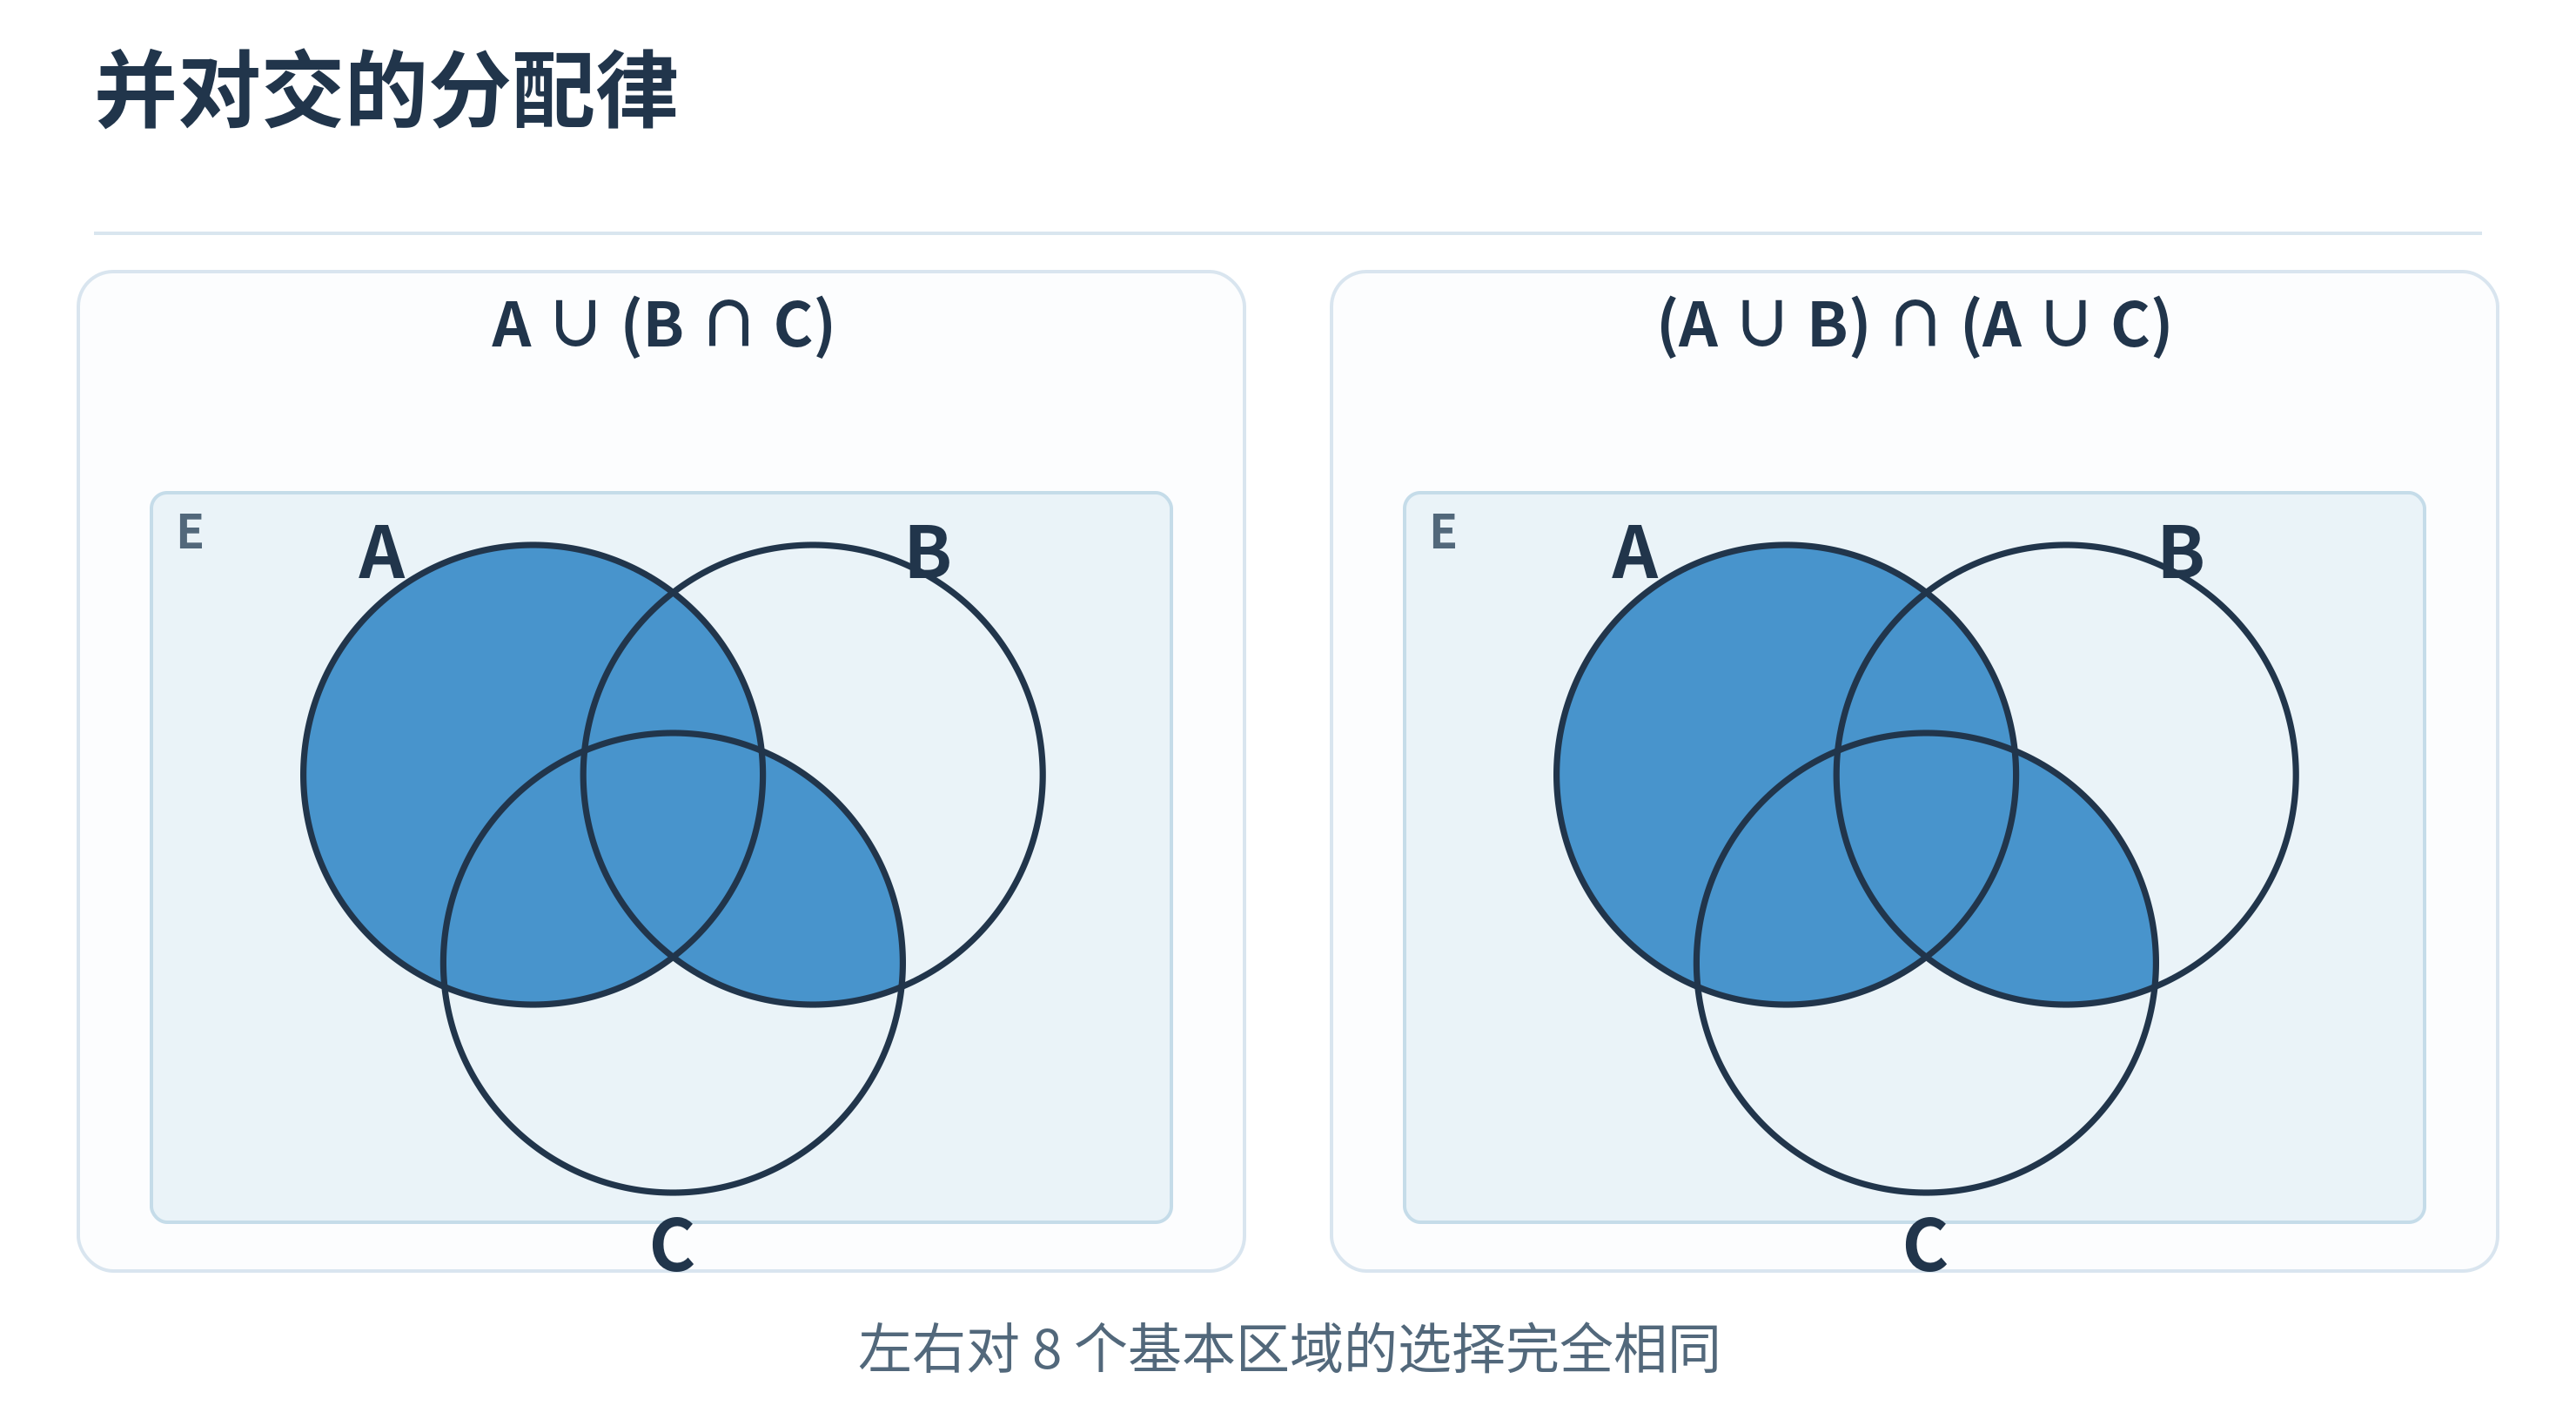 并对交的分配律
A ∪ (B ∩ C)
E
A
B
C
(A ∪ B) ∩ (A ∪ C)
E
A
B
C
左右对 8 个基本区域的选择完全相同